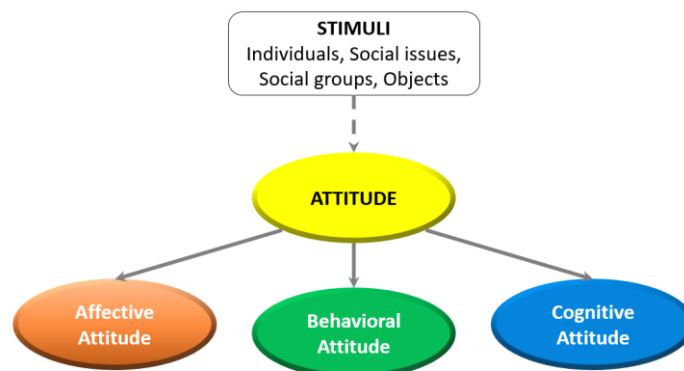 STIMULI
Individuals, Social issues,
Social groups, Objects
ATTITUDE
Affective
Attitude
Behavioral
Attitude
Cognitive
Attitude